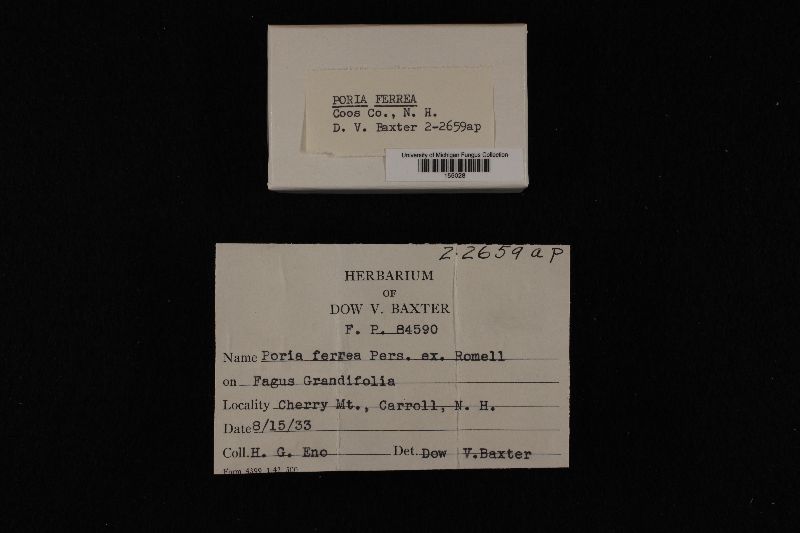 PORIA FERREA
Coos Co., N. H.
D. V. Baxter 2-2659ap
University of Michigan Fungus Collection
2-2659ap
HERBARIUM
OF
DOW V. BAXTER
F. P. 84590
Name Poria ferrea Pers. ex. Romell
on Fagus Grandifolia
Locality Cherry Mt., Carroll, N. H.
Date 8/15/33
Coll. H. G. Eno Det. Dow V.Baxter
Form